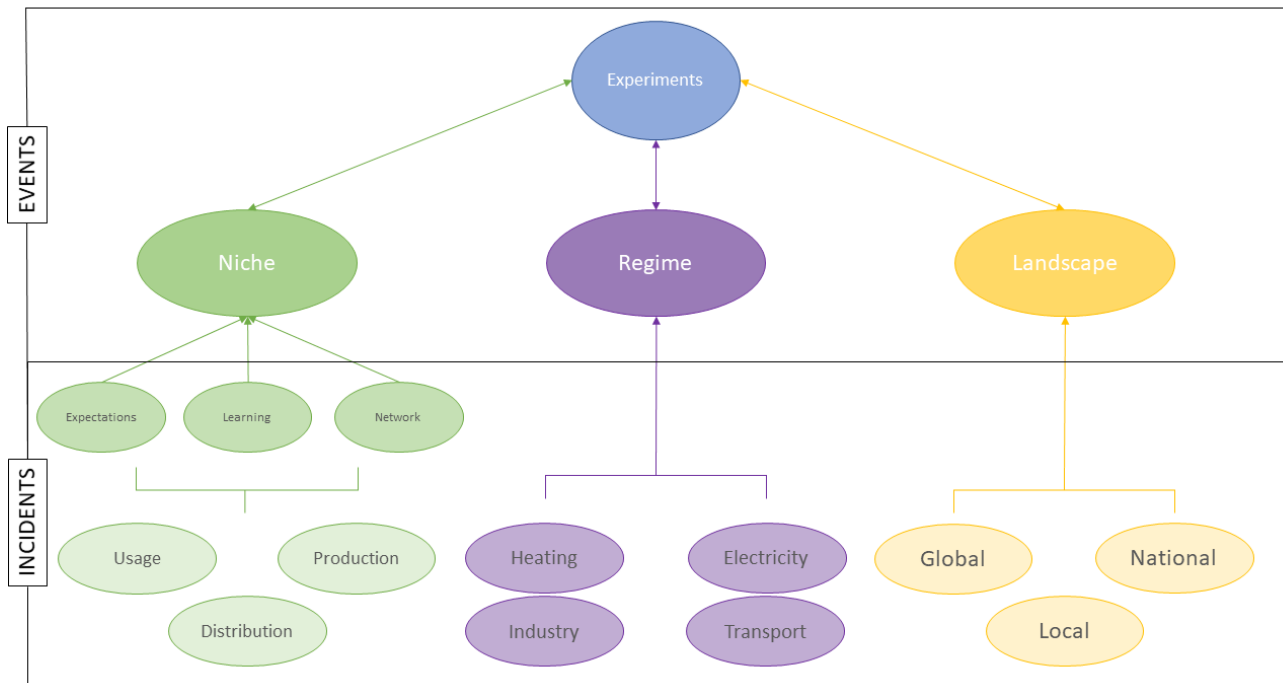 Experiments
EVENTS
Niche
Regime
Landscape
Expectations
Learning
Network
INCIDENTS
Usage
Production
Distribution
Heating
Electricity
Industry
Transport
Global
National
Local